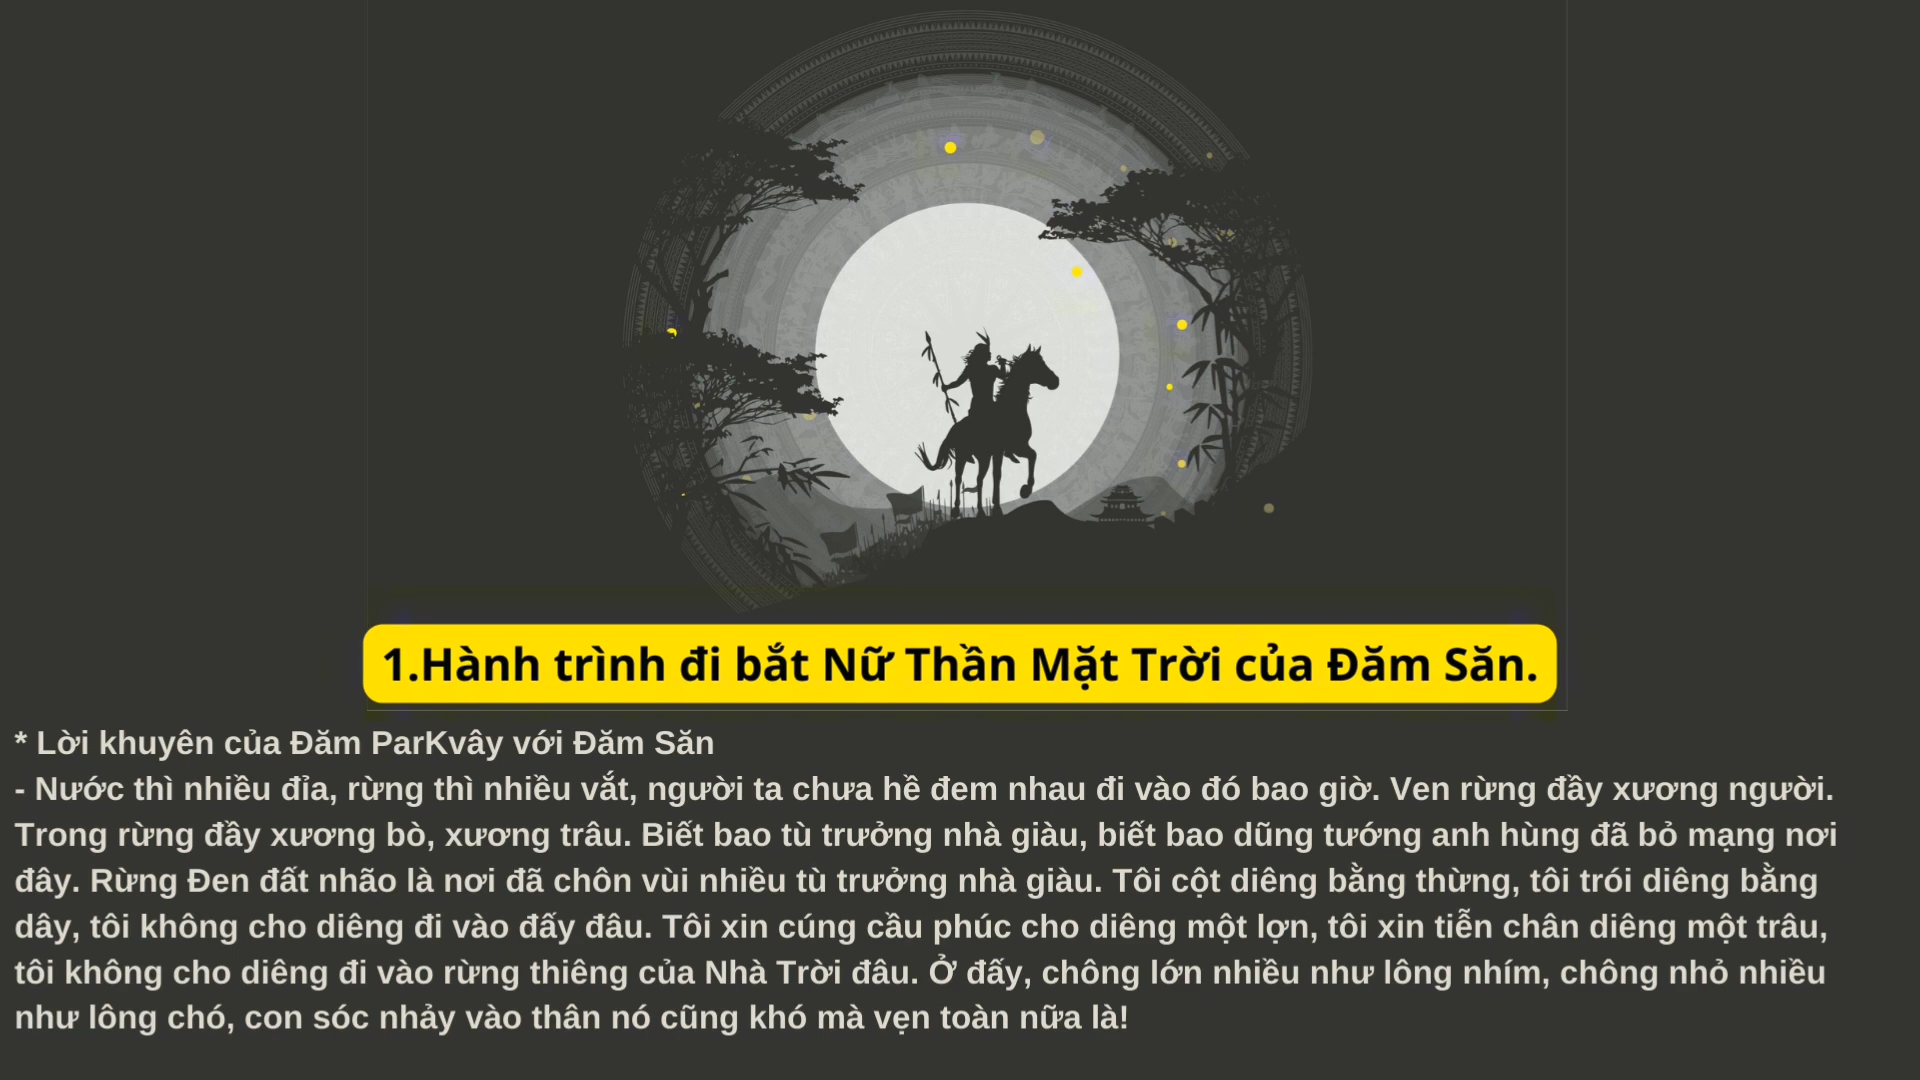 1.Hành trình đi bắt Nữ Thần Mặt Trời của Đăm Săn.
* Lời khuyên của Đăm ParKvây với Đăm Săn
- Nước thì nhiều đỉa, rừng thì nhiều vắt, người ta chưa hề đem nhau đi vào đó bao giờ. Ven rừng đầy xương người.
Trong rừng đầy xương bò, xương trâu. Biết bao tù trưởng nhà giàu, biết bao dũng tướng anh hùng đã bỏ mạng nơi
đây. Rừng Đen đất nhão là nơi đã chôn vùi nhiều tù trưởng nhà giàu. Tôi cột diêng bằng thừng, tôi trói diêng bằng
dây, tôi không cho diêng đi vào đấy đâu. Tôi xin cúng cầu phúc cho diêng một lợn, tôi xin tiễn chân diêng một trâu,
tôi không cho diêng đi vào rừng thiêng của Nhà Trời đâu. Ở đấy, chông lớn nhiều như lông nhím, chông nhỏ nhiều
như lông chó, con sóc nhảy vào thân nó cũng khó mà vẹn toàn nữa là!